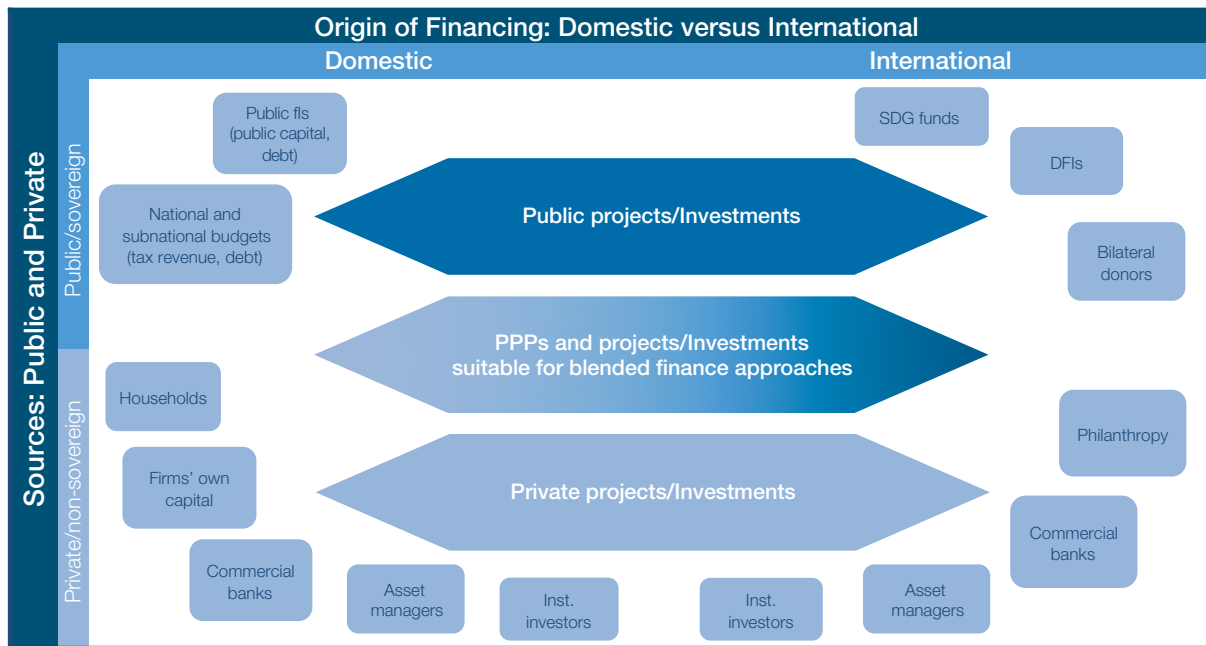 Origin of Financing: Domestic versus International
Domestic
International
Sources: Public and Private
Public/sovereign
Private/non-sovereign
Public fIs
(public capital,
debt)
National and
subnational budgets
(tax revenue, debt)
SDG funds
DFIs
Bilateral
donors
Public projects/Investments
PPPs and projects/Investments
suitable for blended finance approaches
Private projects/Investments
Households
Firms' own
capital
Commercial
banks
Asset
managers
Inst.
investors
Inst.
investors
Asset
managers
Commercial
banks
Philanthropy